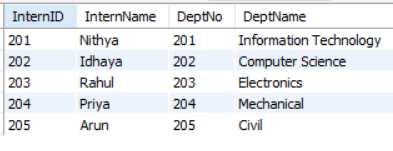 InternID InternName DeptNo DeptName
201 Nithya 201 Information Technology
202 Idhaya 202 Computer Science
203 Rahul 203 Electronics
204 Priya 204 Mechanical
205 Arun 205 Civil